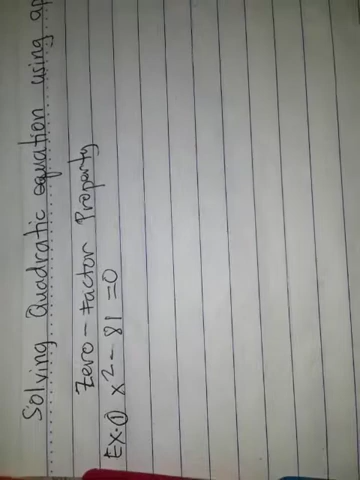 Solving Quadratic equation using
Zero-Factor Property
Ex.① x² - 81 = 0